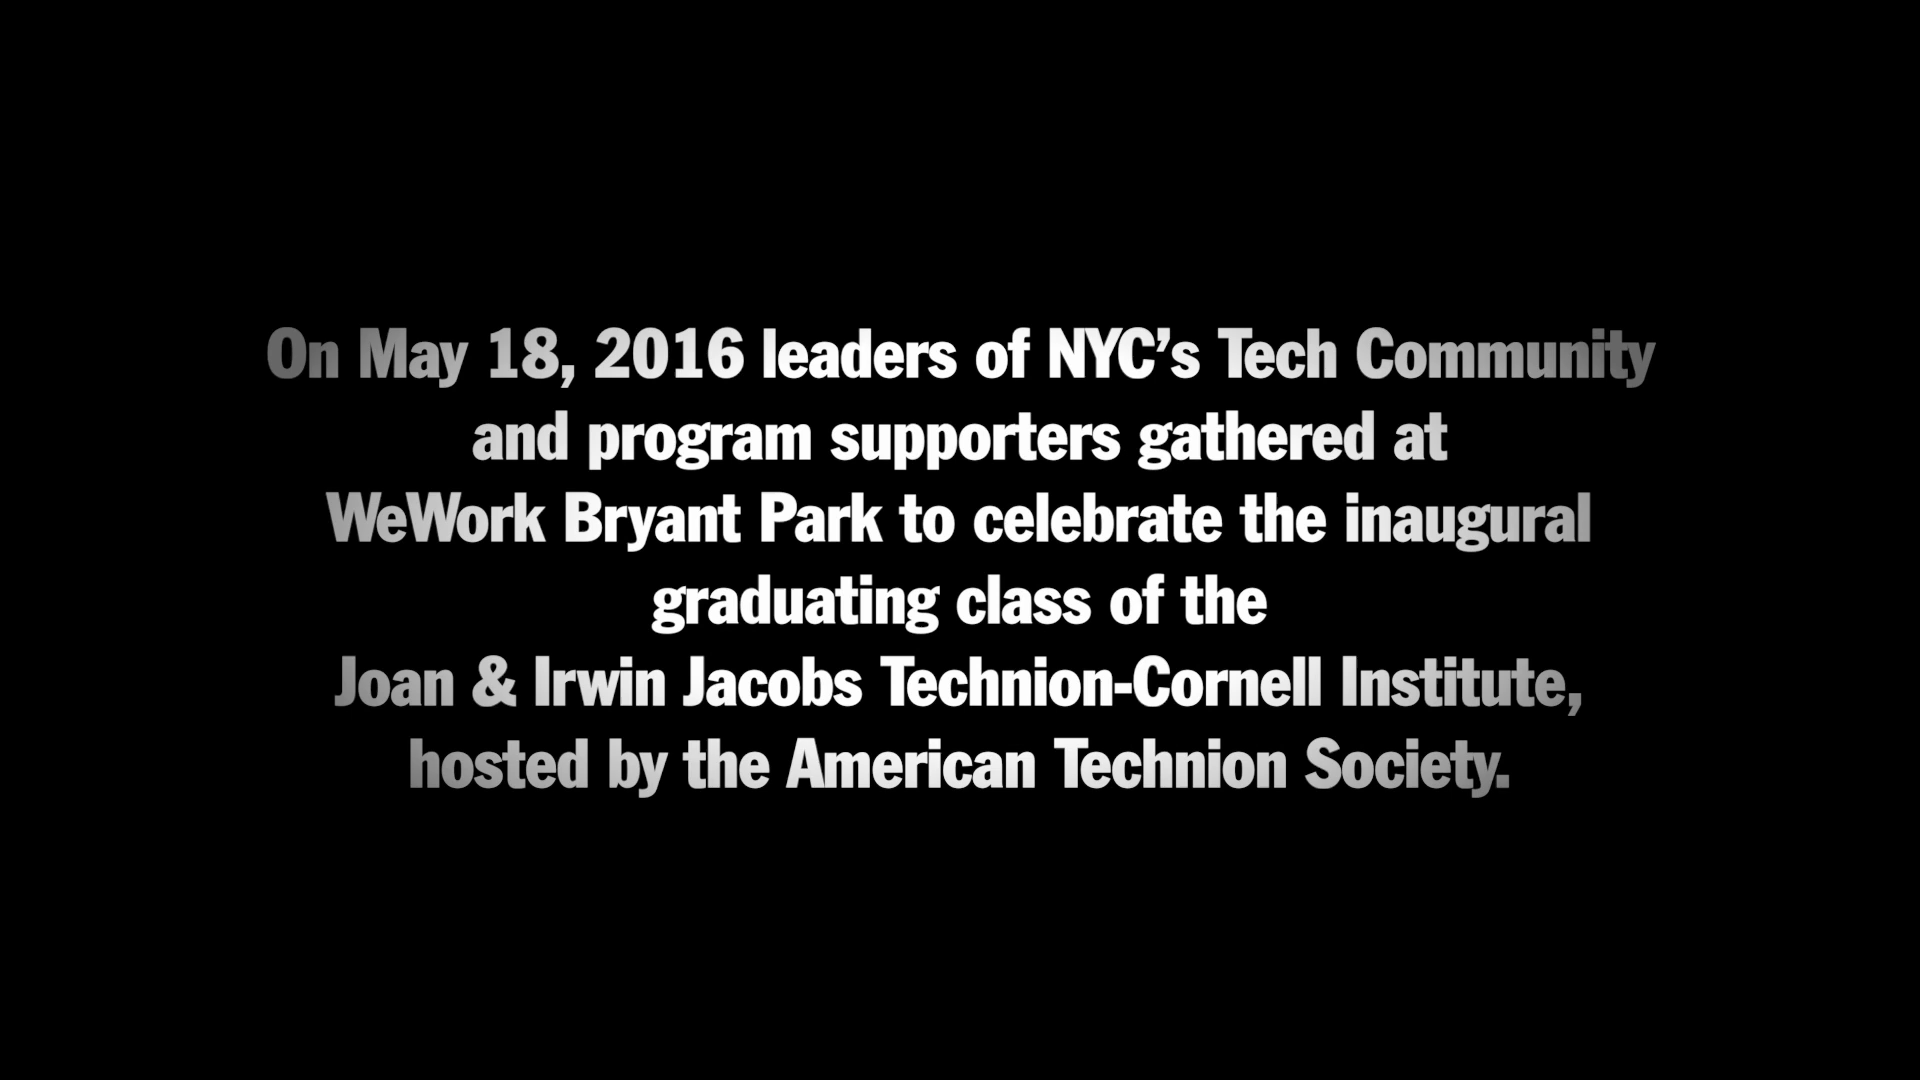 On May 18, 2016 leaders of NYC’s Tech Community
and program supporters gathered at
WeWork Bryant Park to celebrate the inaugural
graduating class of the
Joan & Irwin Jacobs Technion-Cornell Institute,
hosted by the American Technion Society.